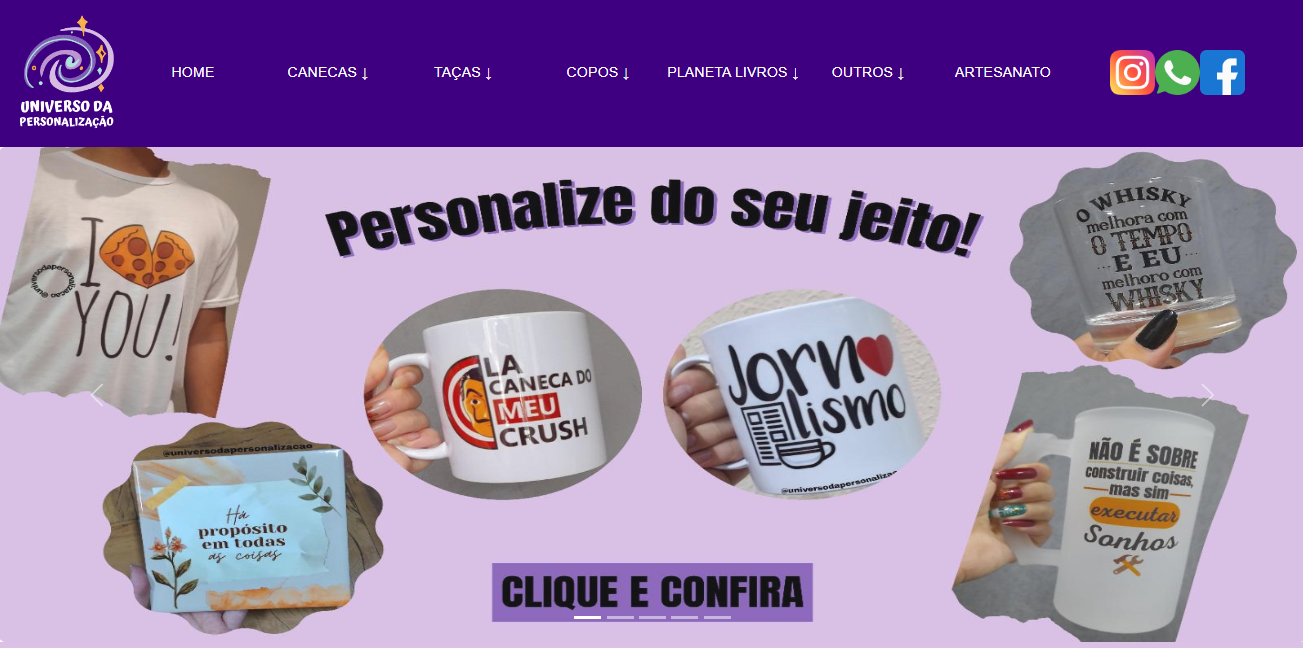 UNIVERSO DA
PERSONALIZAÇÃO
HOME
CANECAS ↓
TAÇAS ↓
COPOS ↓
PLANETA LIVROS ↓
OUTROS ↓
ARTESANATO
Personalize do seu jeito!
I
YOU!
@universodapersonalizacao
O WHISKY
melhora com
O TEMPO
E EU
melhoro com
WHISKY
LA
CANECA DO
MEU
CRUSH
Jorn
lismo
@universodapersonalizac
@universodapersonalizacao
Há
propósito
em todas
as coisas
NÃO É SOBRE
construir coisas,
mas sim
executar
Sonhos
CLIQUE E CONFIRA